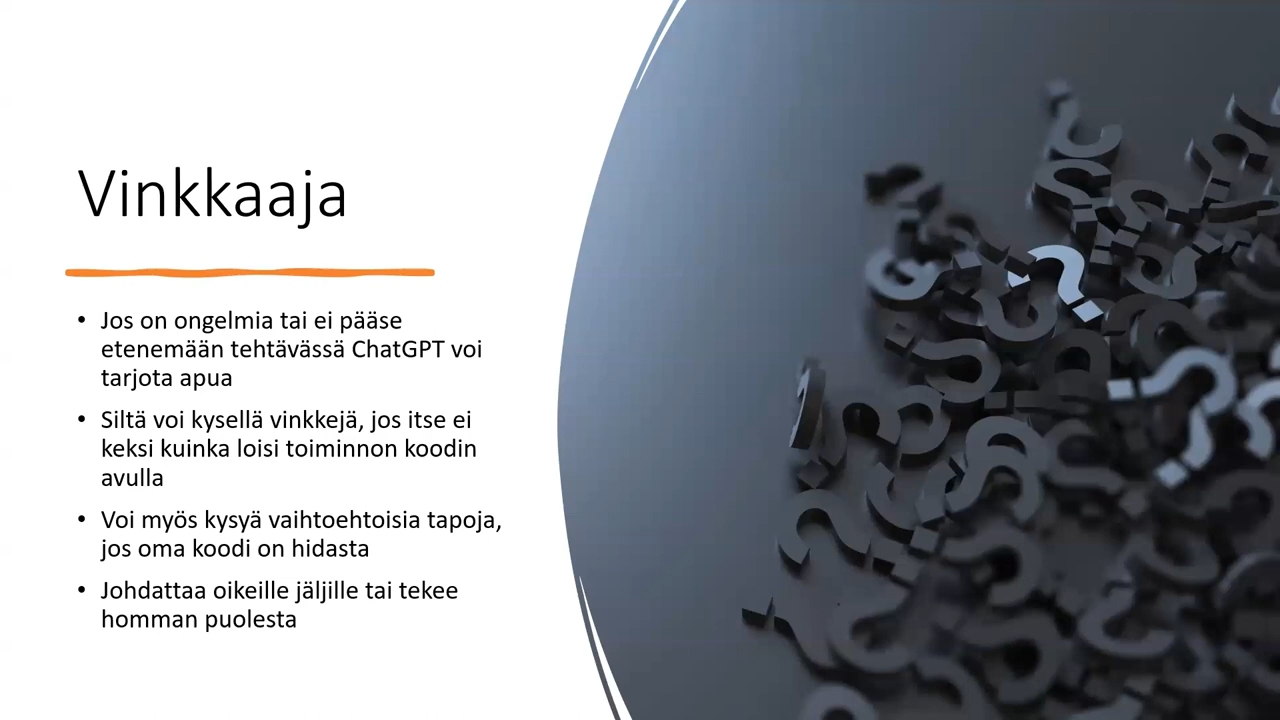 Vinkkaaja
• Jos on ongelmia tai ei pääse
etenemään tehtävässä ChatGPT voi
tarjota apua
• Siltä voi kysellä vinkkejä, jos itse ei
keksi kuinka loisi toiminnon koodin
avulla
• Voi myös kysyä vaihtoehtoisia tapoja,
jos oma koodi on hidasta
• Johdattaa oikeille jäljille tai tekee
homman puolesta